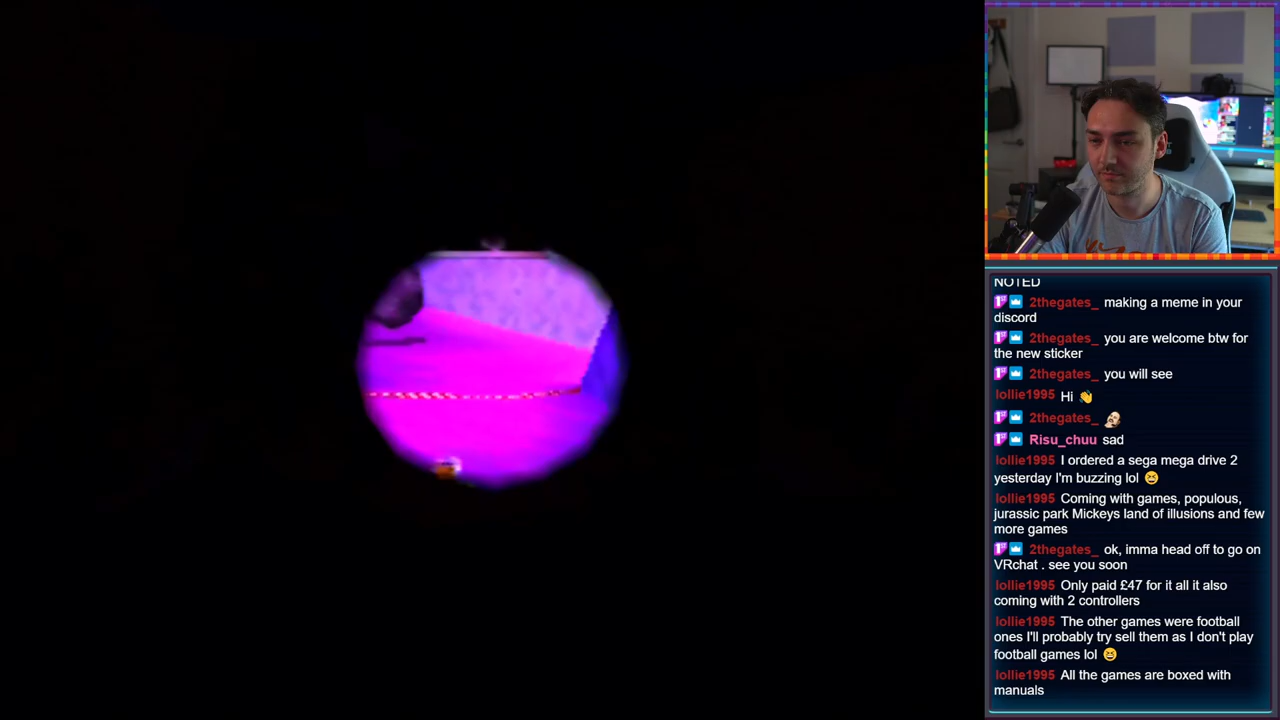 NOTED
2thegates_ making a meme in your
discord
2thegates_ you are welcome btw for
the new sticker
2thegates_ you will see
lollie1995 Hi 👋
2thegates_
Risu_chuu sad
lollie1995 I ordered a sega mega drive 2
yesterday I'm buzzing lol 😆
lollie1995 Coming with games, populous,
jurassic park Mickeys land of illusions and few
more games
2thegates_ ok, imma head off to go on
VRchat . see you soon
lollie1995 Only paid £47 for it all it also
coming with 2 controllers
lollie1995 The other games were football
ones I'll probably try sell them as I don't play
football games lol 😆
lollie1995 All the games are boxed with
manuals